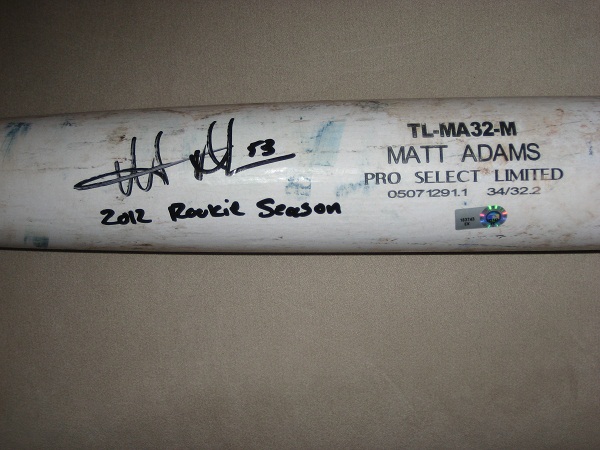 53
2012 Rookie Season
TL-MA32-M
MATT ADAMS
PRO SELECT LIMITED
05071291.1 34/32.2